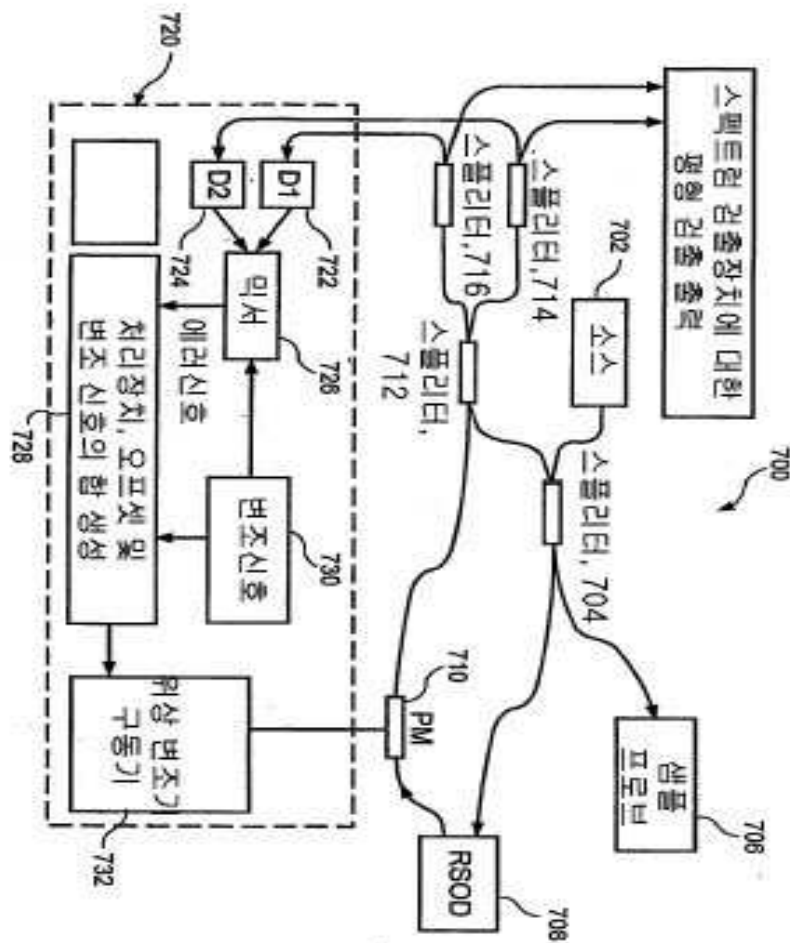 700
스펙트럼 검출장치에 대한
평형 검출 출력
702
소스
스플리터, 704
샘플
프로브
706
RSOD
708
스플리터, 714
스플리터, 716
스플리터,
712
710
PM
720
D1
722
D2
724
믹서
726
에러신호
변조신호
730
처리장치, 오프셋 및
변조 신호의 합 생성
728
위상 변조기
구동기
732